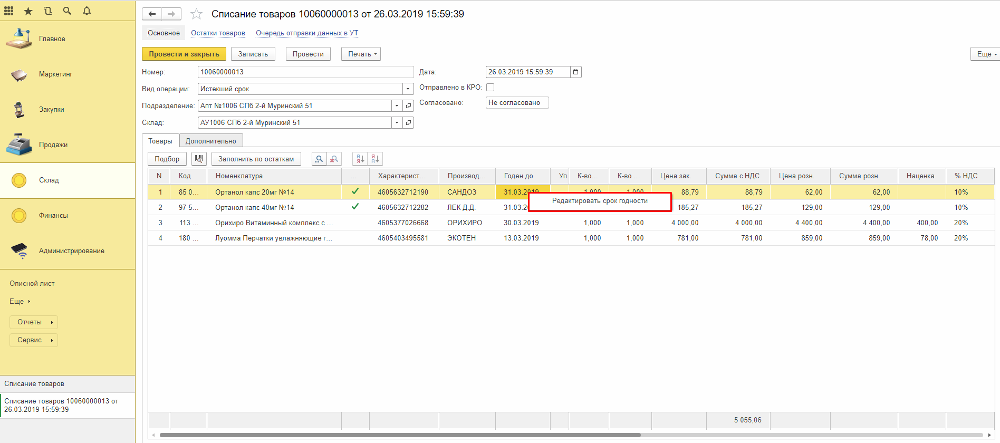 Списание товаров 10060000013 от 26.03.2019 15:59:39
Главное
Маркетинг
Закупки
Продажи
Склад
Финансы
Администрирование
Описной лист
Еще
Отчеты
Сервис
Списание товаров
Списание товаров 10060000013 от
26.03.2019 15:59:39
Основное Остатки товаров Очередь отправки данных в УТ
Провести и закрыть Записать Провести Печать Еще
Номер: 10060000013 Дата: 26.03.2019 15:59:39
Вид операции: Истекший срок Отправлено в КРО:
Подразделение: Апт №1006 СПб 2-й Муринский 51 Согласовано: Не согласовано
Склад: АУ1006 СПб 2-й Муринский 51
Товары Дополнительно
Подбор Заполнить по остаткам
N Код Номенклатура ... Характерист... Производ... Годен до Уп. К-во... К-во ... Цена зак. Сумма с НДС Цена розн. Сумма розн. Наценка % НДС
1 85 0... Ортанол капс 20мг №14 4605632712190 САНДОЗ 31.03.2019 1,000 1,000 88,79 88,79 62,00 62,00 10%
Редактировать срок годности
2 97 5... Ортанол капс 40мг №14 4605632712282 ЛЕК Д.Д. 31.03.2 185,27 185,27 129,00 129,00 10%
3 113 ... Орихиро Витаминный комплекс с ... 4605377026668 ОРИХИРО 30.03.2019 1,000 1,000 4 000,00 4 000,00 4 400,00 4 400,00 400,00 20%
4 180 ... Луомма Перчатки увлажняющие г... 4605403495581 ЭКОТЕН 13.03.2019 1,000 1,000 781,00 781,00 859,00 859,00 78,00 20%
5 055,06